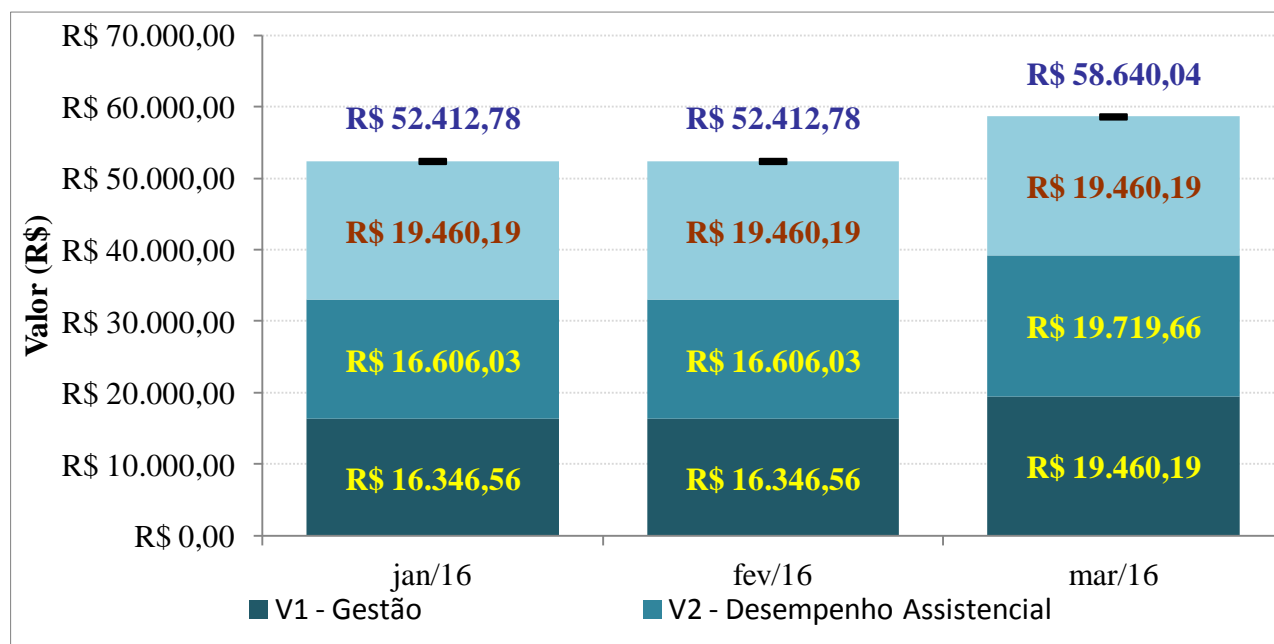 R$ 70.000,00
R$ 60.000,00
R$ 50.000,00
R$ 40.000,00
R$ 30.000,00
R$ 20.000,00
R$ 10.000,00
R$ 0,00
Valor (R$)
R$ 52.412,78
R$ 52.412,78
R$ 58.640,04
R$ 19.460,19
R$ 19.460,19
R$ 19.460,19
R$ 16.606,03
R$ 16.606,03
R$ 19.719,66
R$ 16.346,56
R$ 16.346,56
R$ 19.460,19
jan/16
fev/16
mar/16
V1 - Gestão
V2 - Desempenho Assistencial